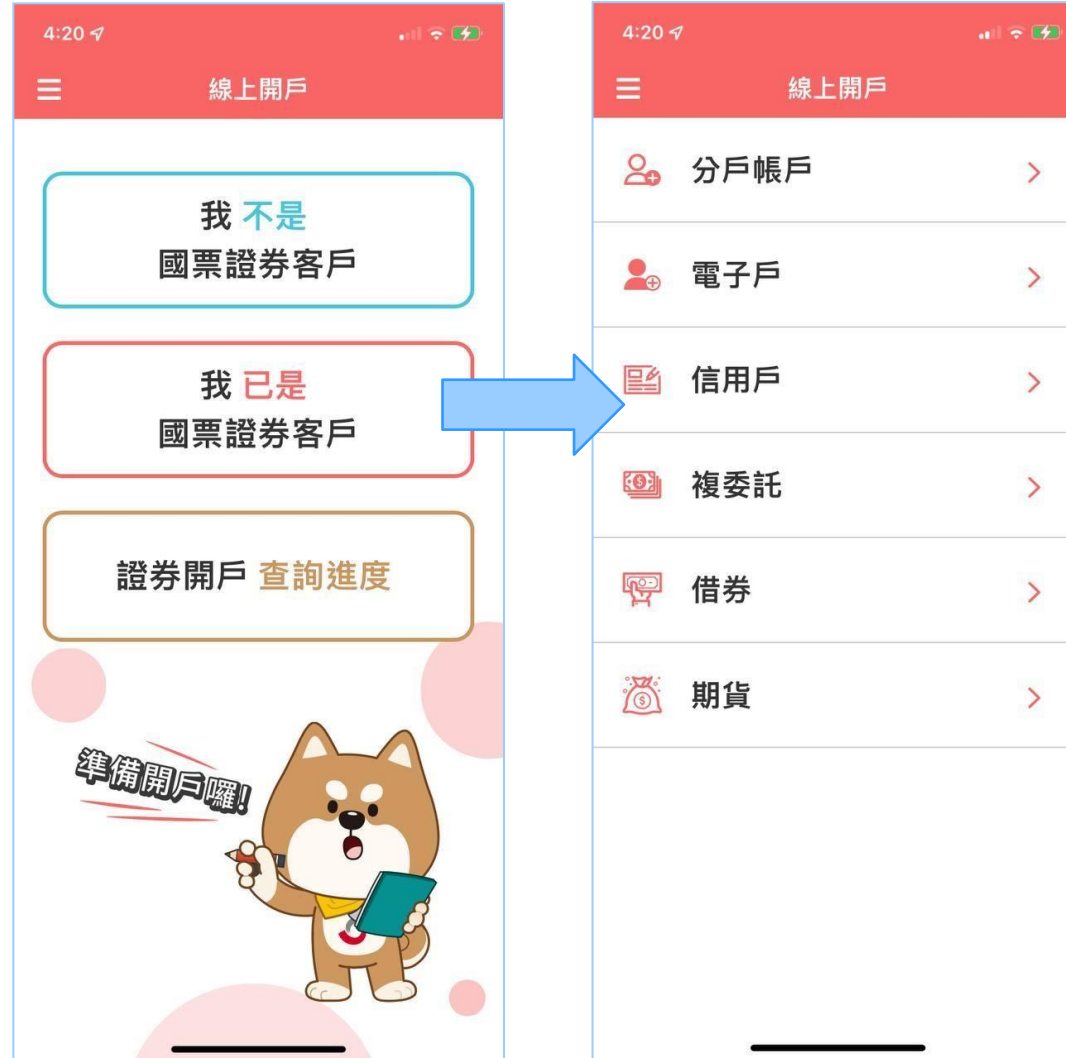 4:20
線上開戶
我 不是
國票證券客戶
我 已是
國票證券客戶
證券開戶 查詢進度
準備開戶囉!
4:20
線上開戶
分戶帳戶
電子戶
信用戶
複委託
借券
期貨